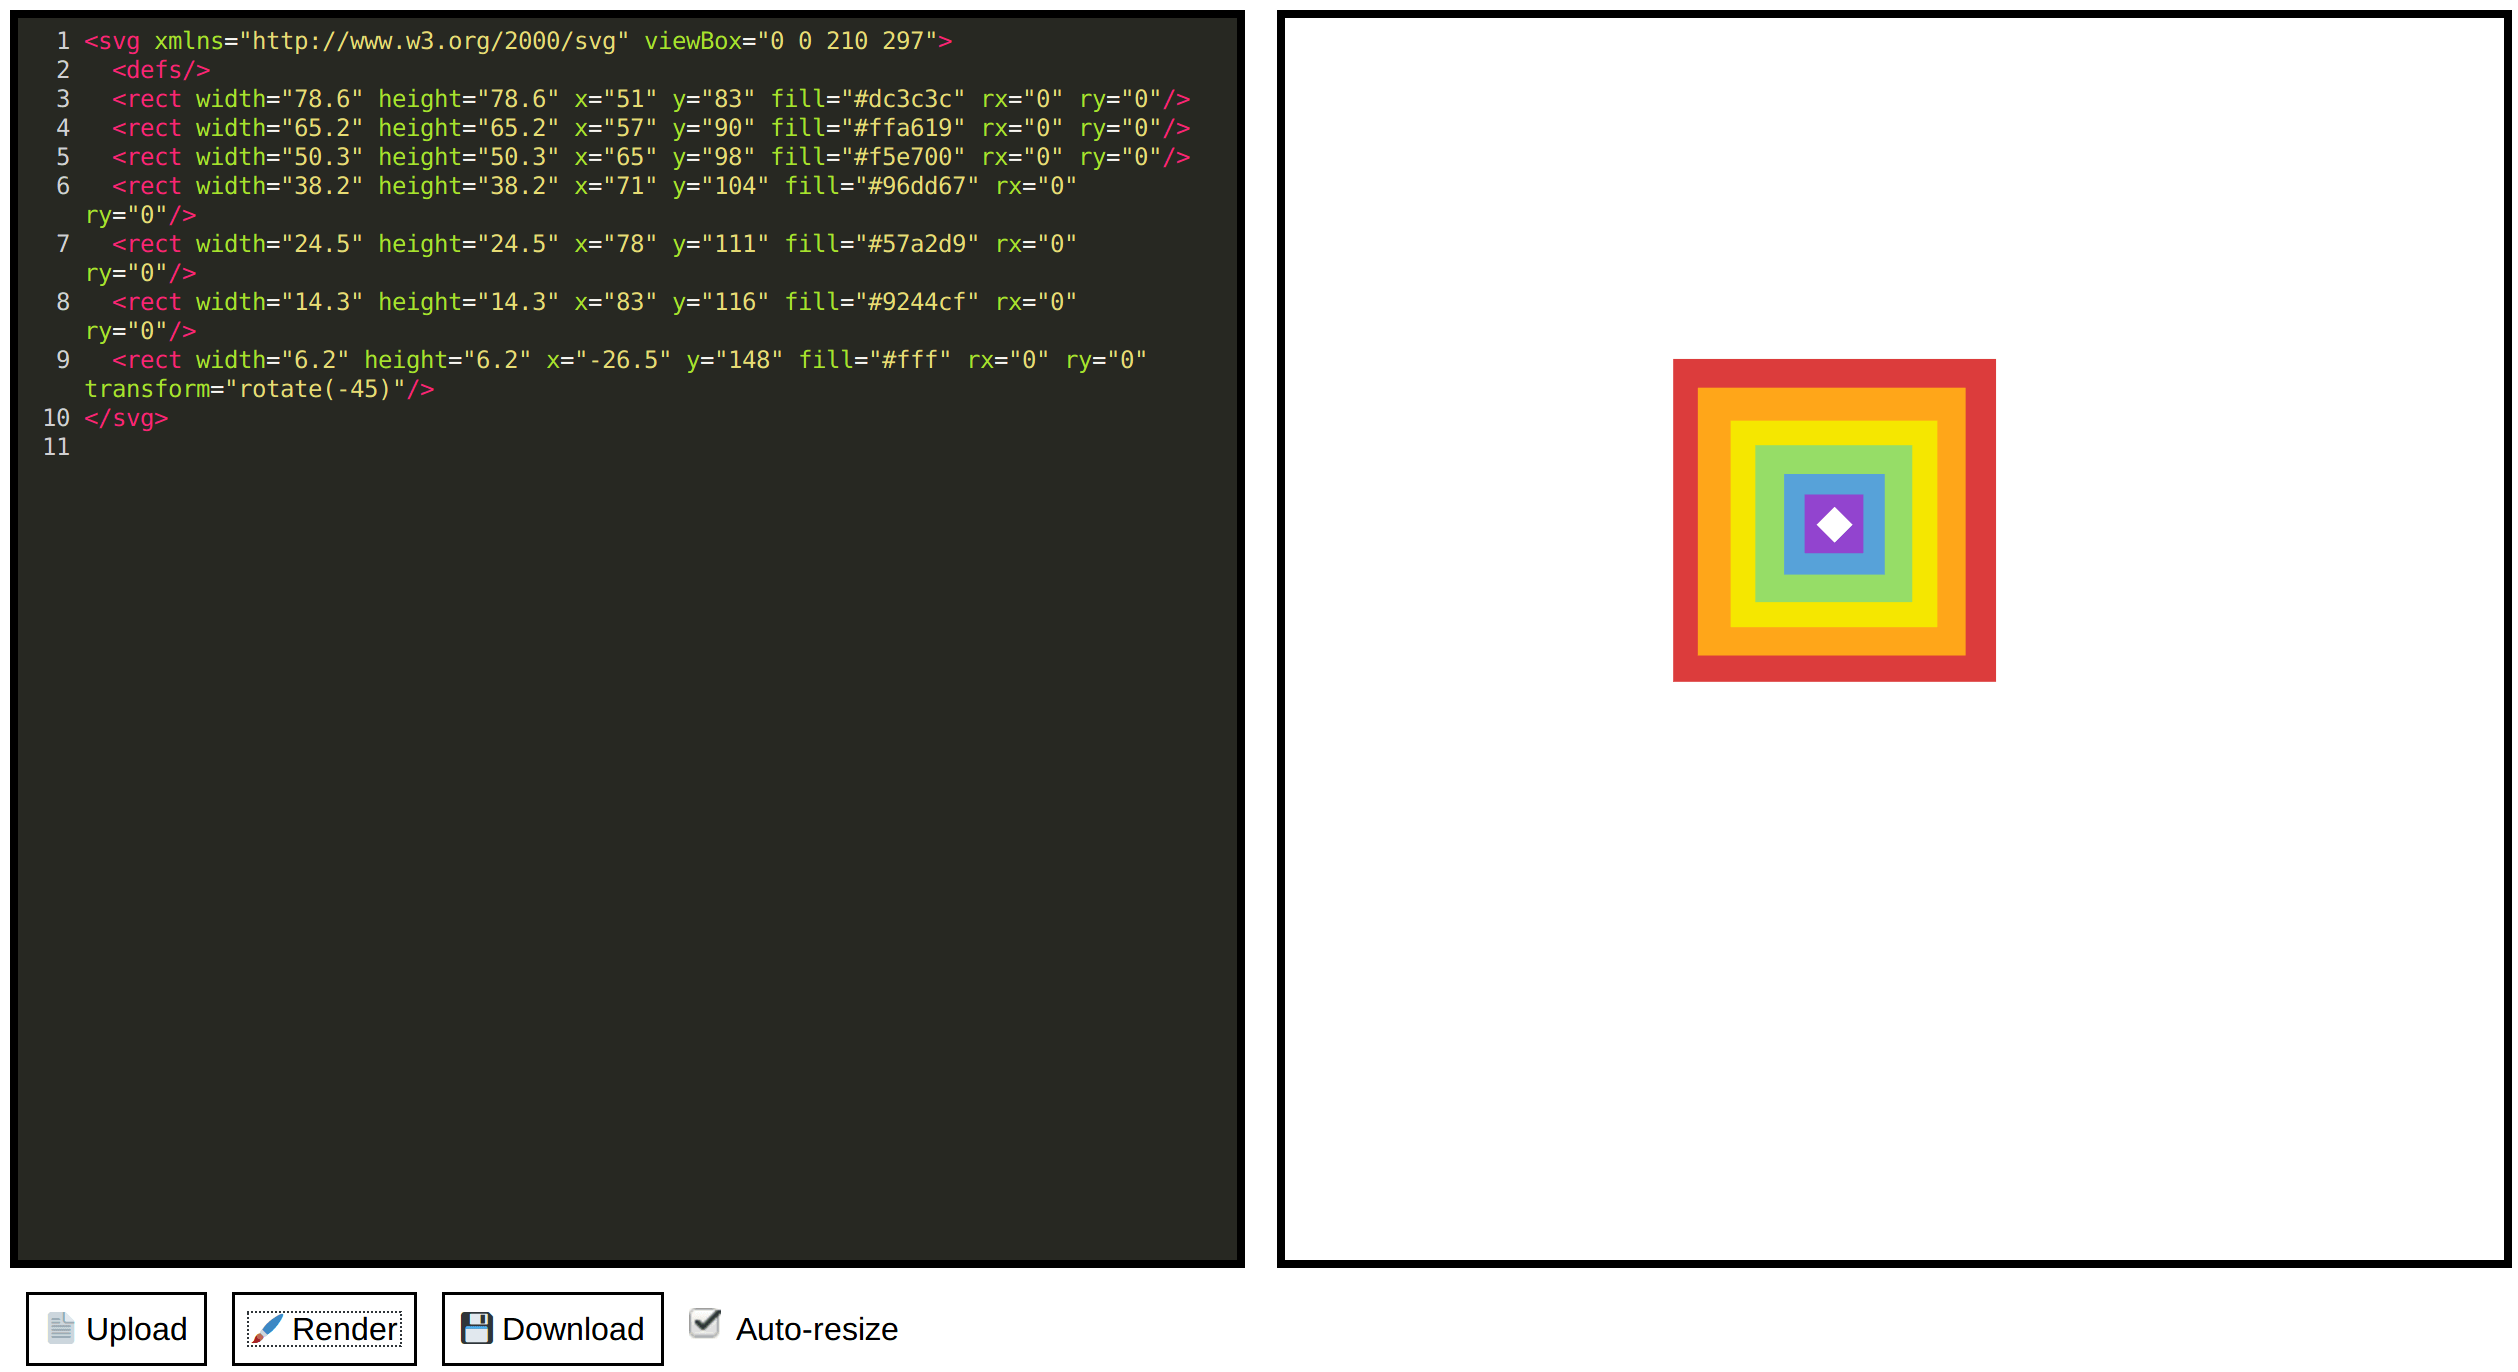 1 <svg xmlns="http://www.w3.org/2000/svg" viewBox="0 0 210 297">
2   <defs/>
3   <rect width="78.6" height="78.6" x="51" y="83" fill="#dc3c3c" rx="0" ry="0"/>
4   <rect width="65.2" height="65.2" x="57" y="90" fill="#ffa619" rx="0" ry="0"/>
5   <rect width="50.3" height="50.3" x="65" y="98" fill="#f5e700" rx="0" ry="0"/>
6   <rect width="38.2" height="38.2" x="71" y="104" fill="#96dd67" rx="0"
ry="0"/>
7   <rect width="24.5" height="24.5" x="78" y="111" fill="#57a2d9" rx="0"
ry="0"/>
8   <rect width="14.3" height="14.3" x="83" y="116" fill="#9244cf" rx="0"
ry="0"/>
9   <rect width="6.2" height="6.2" x="-26.5" y="148" fill="#fff" rx="0" ry="0"
transform="rotate(-45)"/>
10 </svg>
11
Upload Render Download Auto-resize